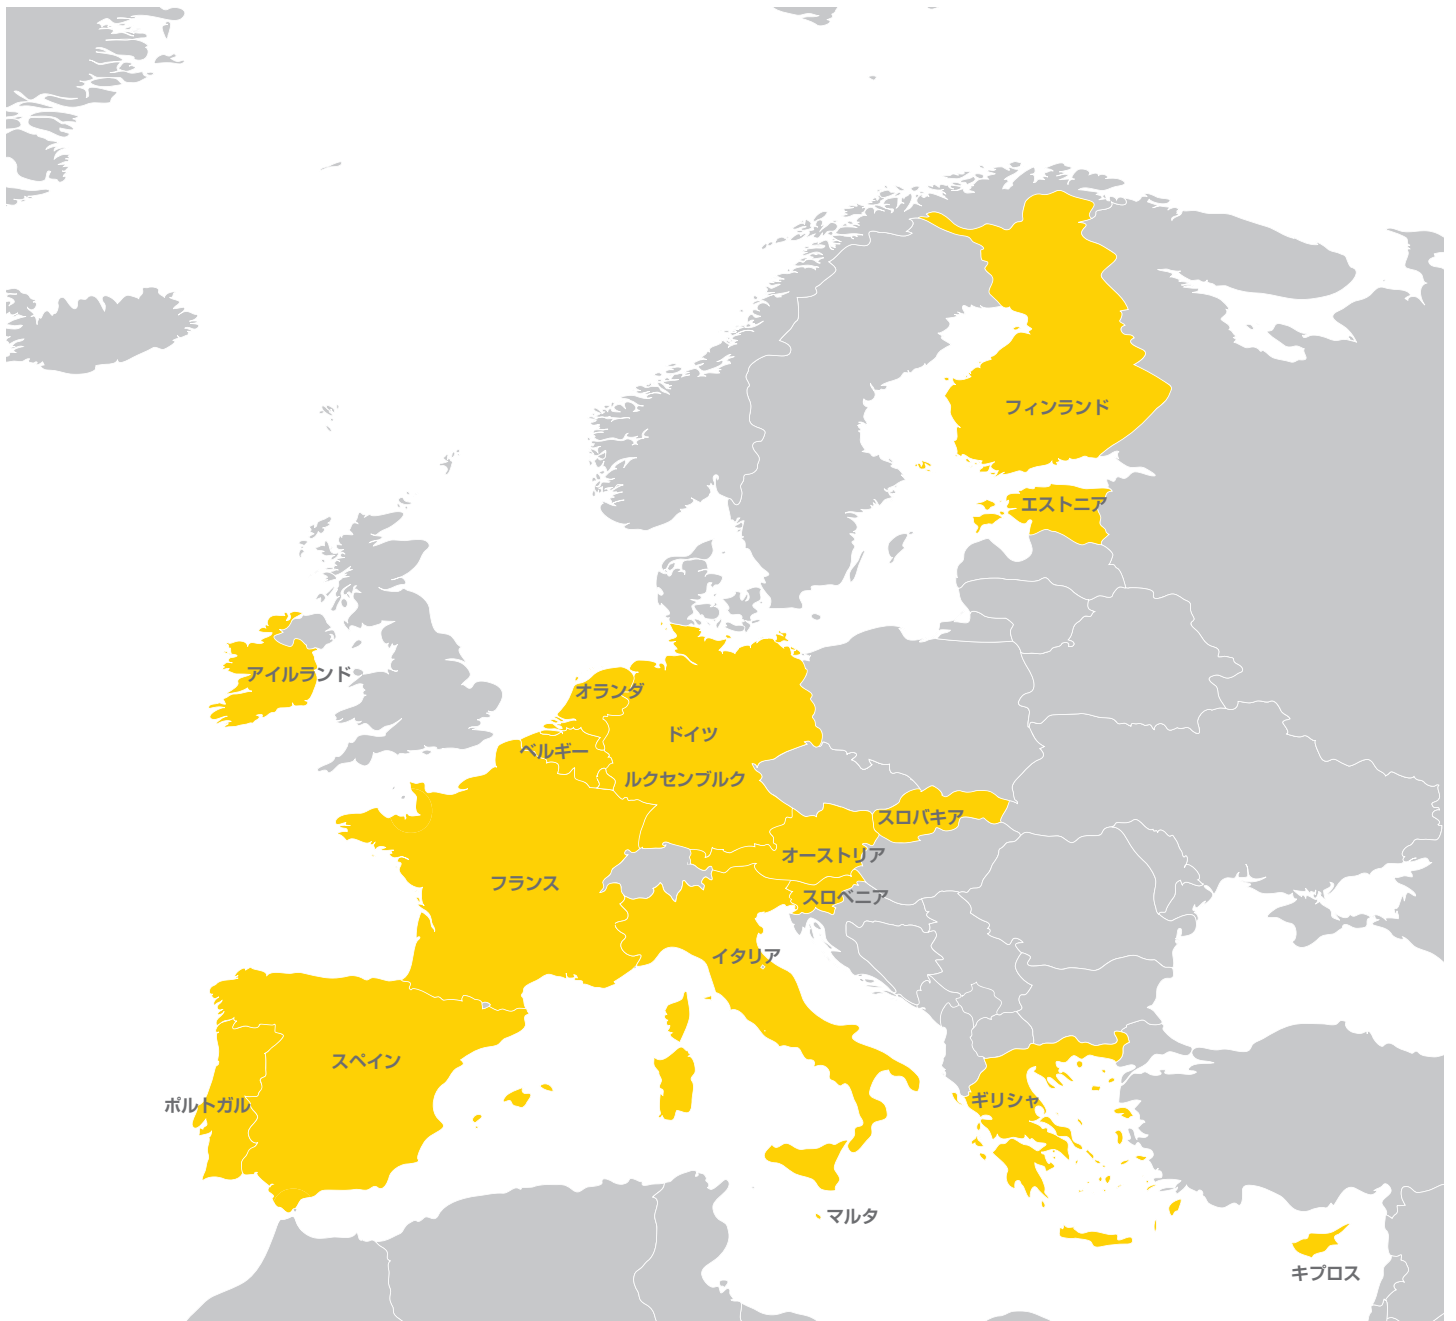 フィンランド
エストニア
アイルランド
オランダ
ドイツ
ベルギー
ルクセンブルク
スロバキア
オーストリア
フランス
スロベニア
イタリア
スペイン
ポルトガル
ギリシャ
マルタ
キプロス